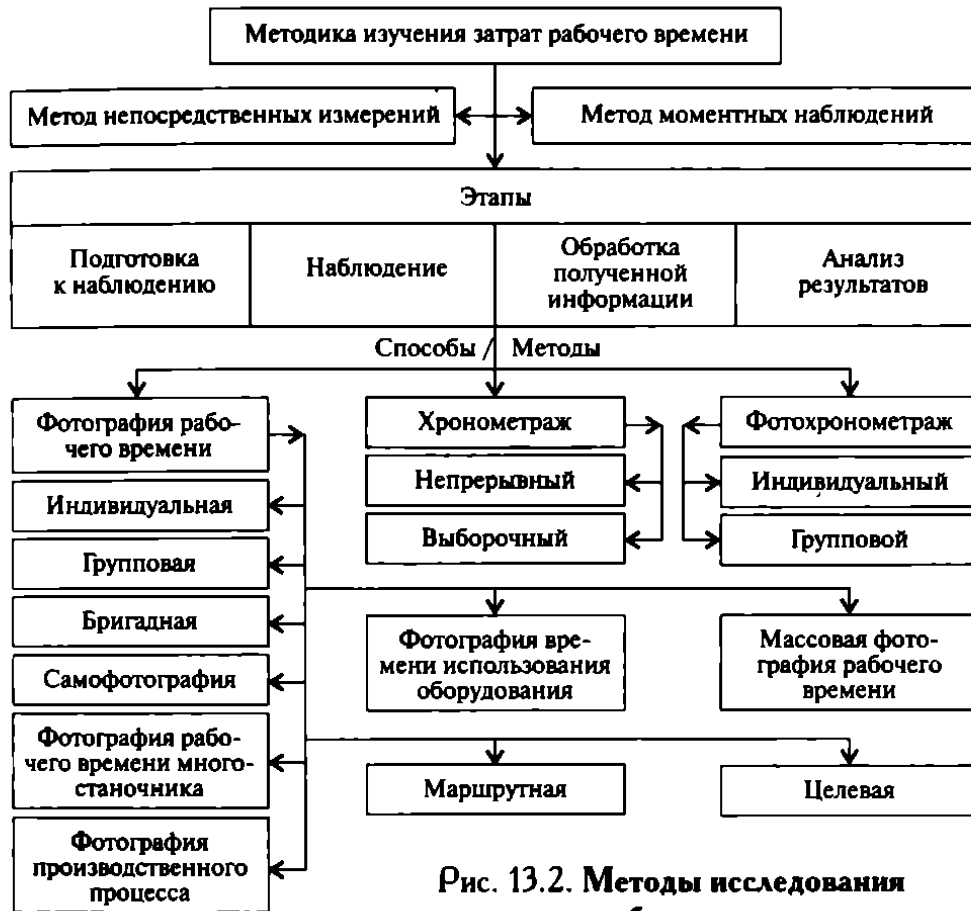 Методика изучения затрат рабочего времени
Метод непосредственных измерений
Метод моментных наблюдений
Этапы
Подготовка
к наблюдению
Наблюдение
Обработка
полученной
информации
Анализ
результатов
Способы / Методы
Фотография рабо-
чего времени
Индивидуальная
Групповая
Бригадная
Самофотография
Фотография рабо-
чего времени много-
станочника
Фотография
производственного
процесса
Хронометраж
Непрерывный
Выборочный
Фотохронометраж
Индивидуальный
Групповой
Фотография вре-
мени использования
оборудования
Массовая фото-
графия рабочего
времени
Маршрутная
Целевая
Рис. 13.2. Методы исследования